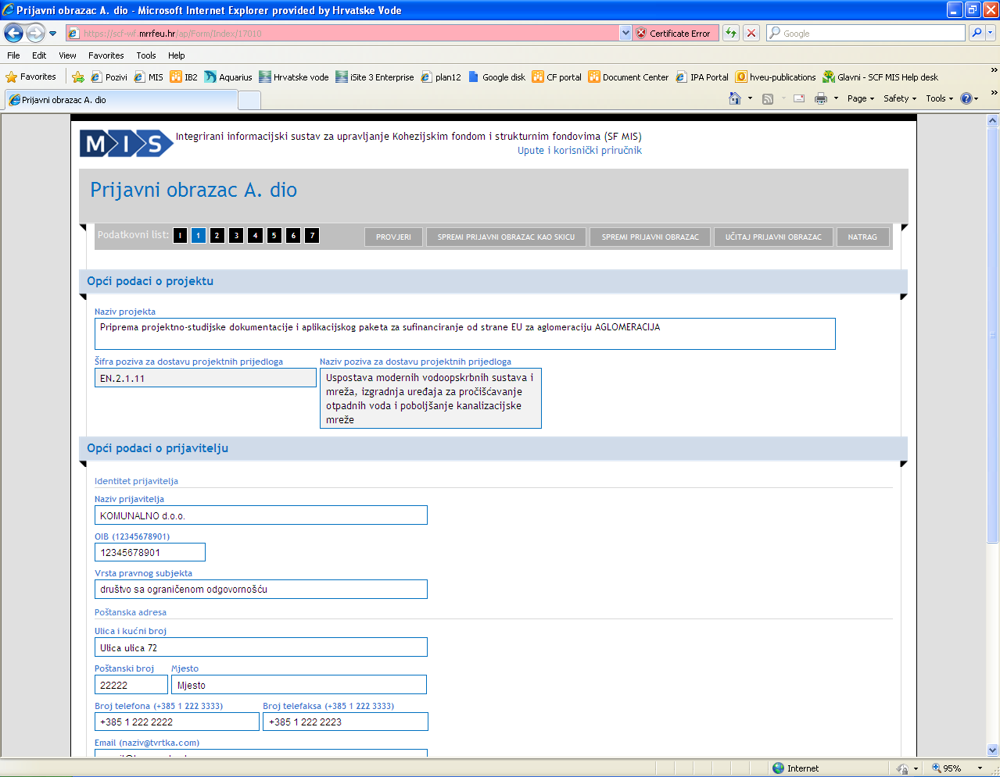 Prijavni obrazac A. dio - Microsoft Internet Explorer provided by Hrvatske Vode
https://scf-wf.mrrfeu.hr/ap/Form/Index/17010
Certificate Error
Google
File Edit View Favorites Tools Help
Favorites Pozivi MIS IB2 Aquarius Hrvatske vode iSite 3 Enterprise plan12 Google disk CF portal Document Center IPA Portal hveu-publications Glavni - SCF MIS Help desk
Prijavni obrazac A. dio
Page Safety Tools
MIS
Integrirani informacijski sustav za upravljanje Kohezijskim fondom i strukturnim fondovima (SF MIS)
Upute i korisnički priručnik
Prijavni obrazac A. dio
Podatkovni list: I 1 2 3 4 5 6 7
PROVJERI SPREMI PRIJAVNI OBRAZAC KAO SKICU SPREMI PRIJAVNI OBRAZAC UČITAJ PRIJAVNI OBRAZAC NATRAG
Opći podaci o projektu
Naziv projekta
Priprema projektno-studijske dokumentacije i aplikacijskog paketa za sufinanciranje od strane EU za aglomeraciju AGLOMERACIJA
Šifra poziva za dostavu projektnih prijedloga
EN.2.1.11
Naziv poziva za dostavu projektnih prijedloga
Uspostava modernih vodoopskrbnih sustava i
mreža, izgradnja uređaja za pročišćavanje
otpadnih voda i poboljšanje kanalizacijske
mreže
Opći podaci o prijavitelju
Identitet prijavitelja
Naziv prijavitelja
KOMUNALNO d.o.o.
OIB (12345678901)
12345678901
Vrsta pravnog subjekta
društvo sa ograničenom odgovornošću
Poštanska adresa
Ulica i kućni broj
Ulica ulica 72
Poštanski broj Mjesto
22222 Mjesto
Broj telefona (+385 1 222 3333) Broj telefaksa (+385 1 222 3333)
+385 1 222 2222 +385 1 222 2223
Email (naziv@tvrtka.com)
Internet
95%